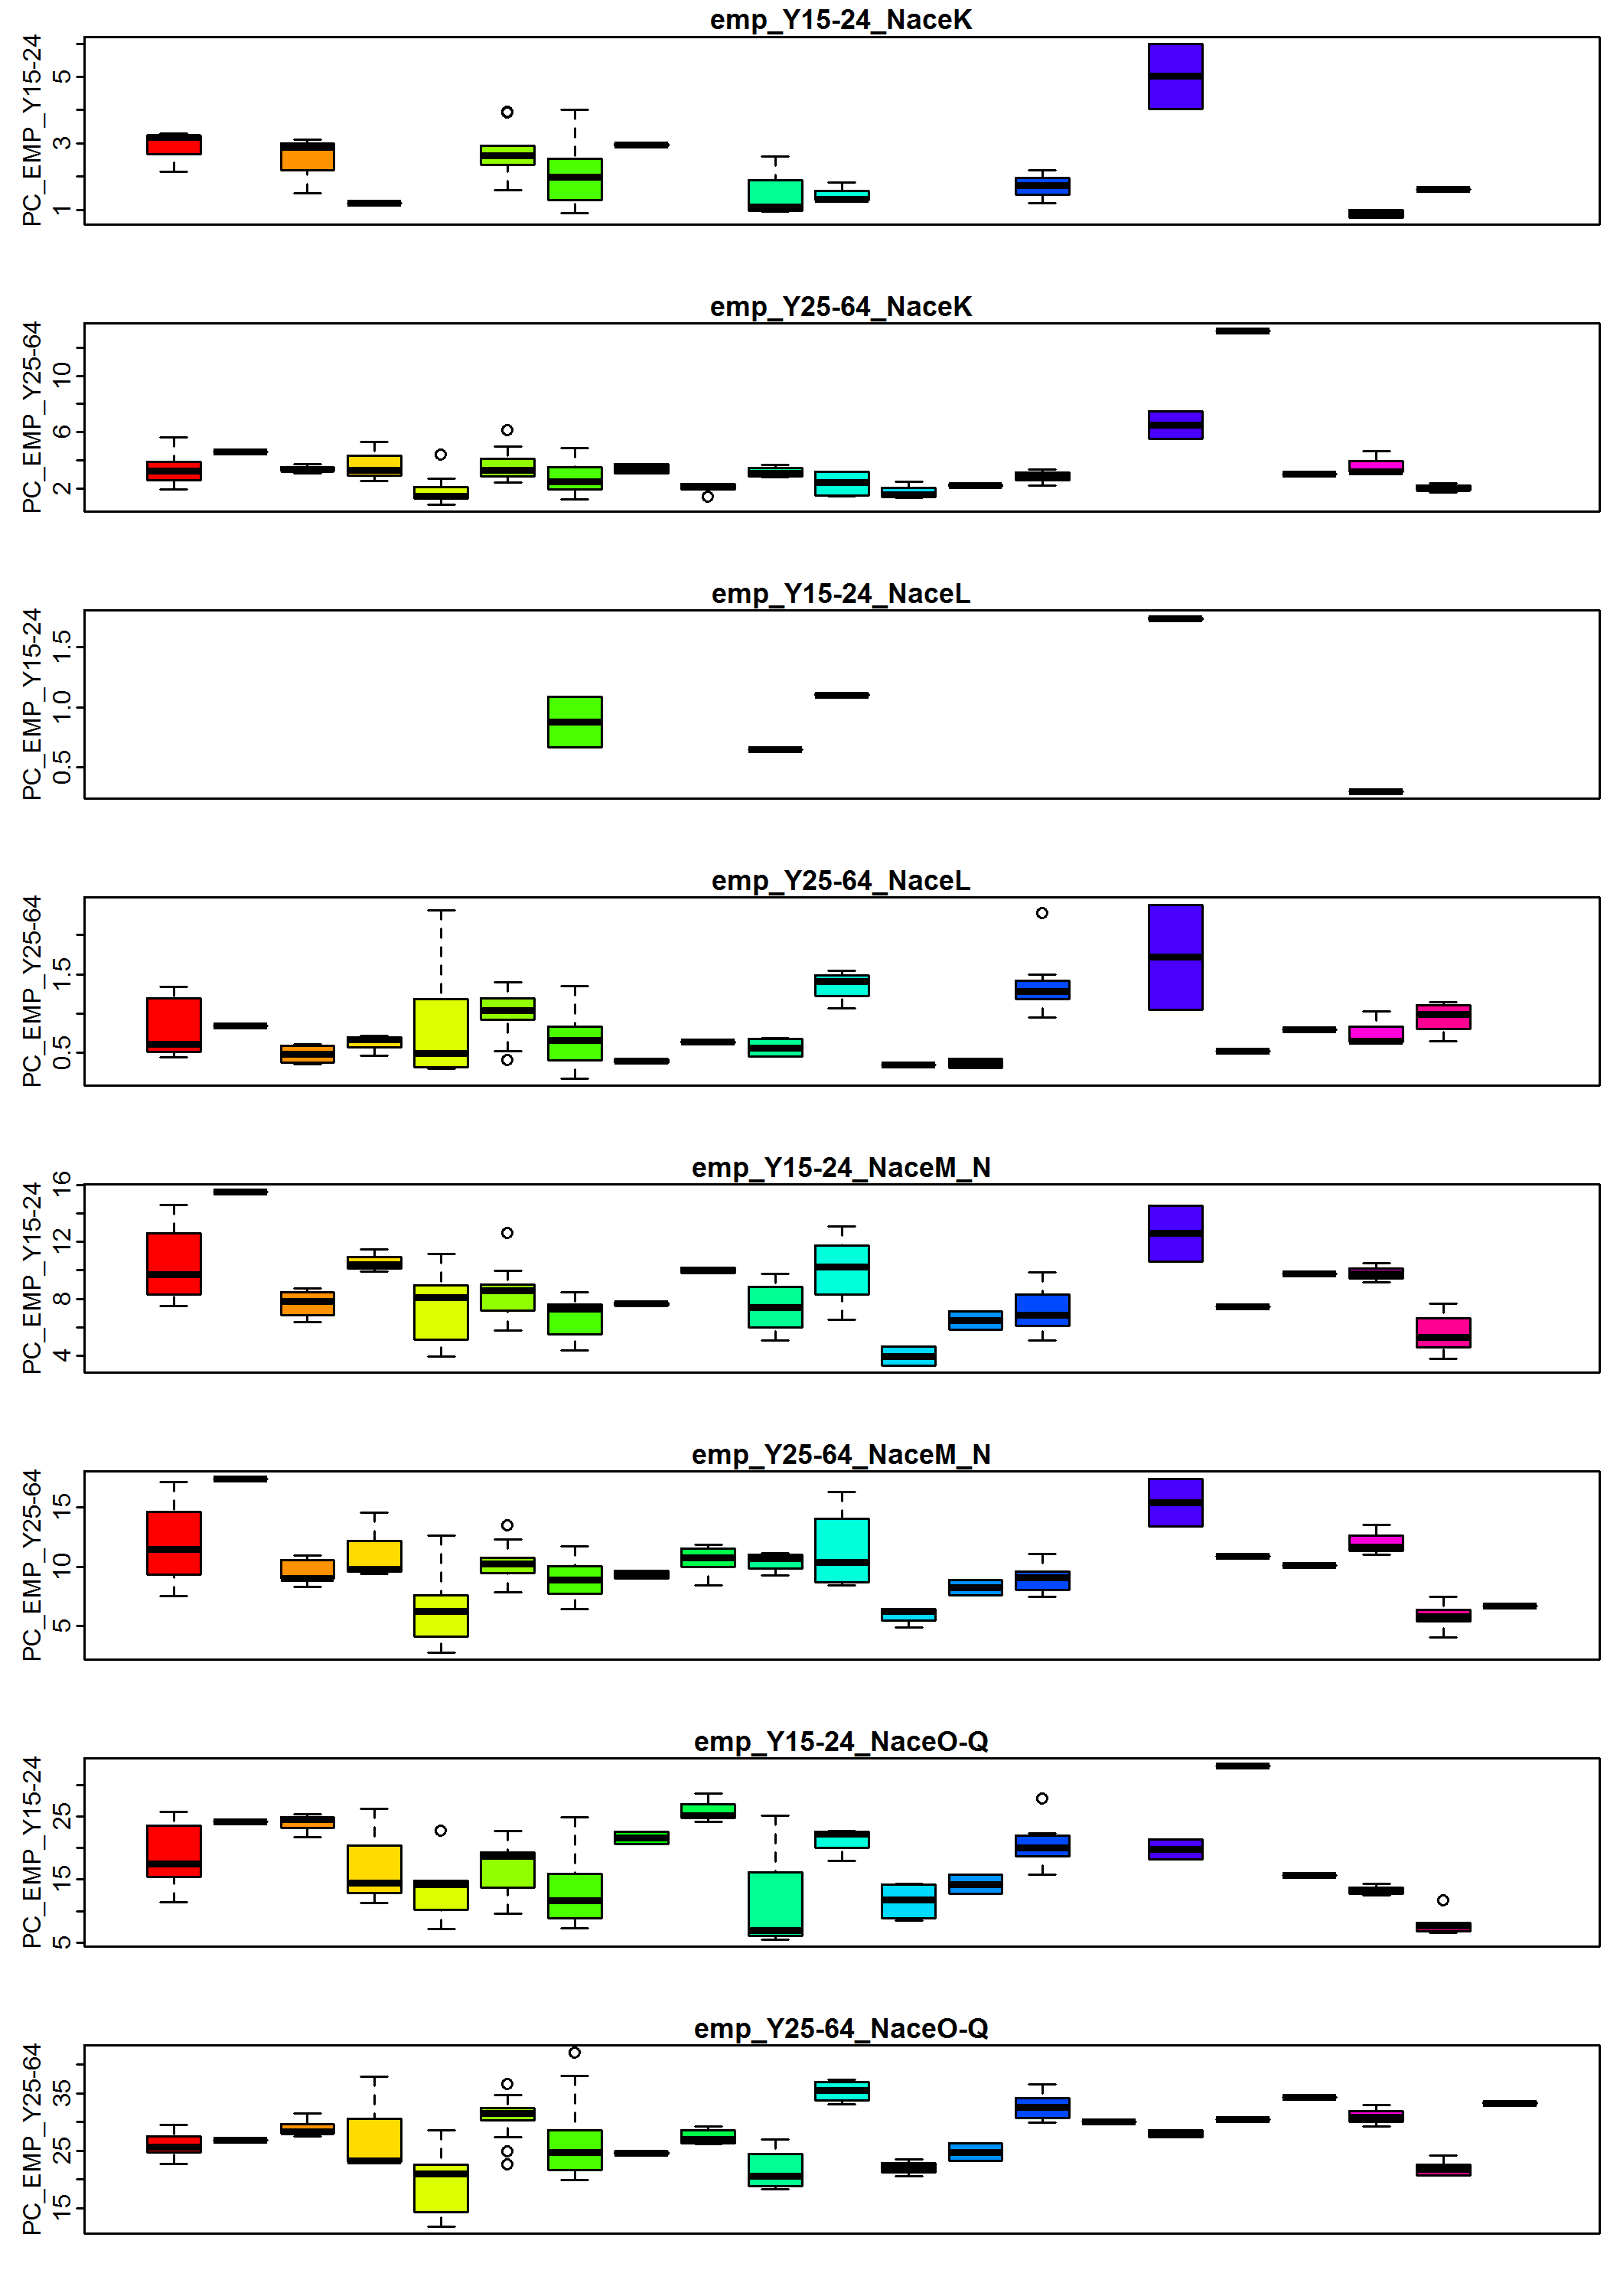 emp_Y15-24_NaceK
PC_EMP_Y15-24
5
3
1
emp_Y25-64_NaceK
PC_EMP_Y25-64
10
6
2
emp_Y15-24_NaceL
PC_EMP_Y15-24
1.5
1.0
0.5
emp_Y25-64_NaceL
PC_EMP_Y25-64
1.5
0.5
emp_Y15-24_NaceM_N
PC_EMP_Y15-24
16
12
8
4
emp_Y25-64_NaceM_N
PC_EMP_Y25-64
15
10
5
emp_Y15-24_NaceO-Q
PC_EMP_Y15-24
25
15
5
emp_Y25-64_NaceO-Q
PC_EMP_Y25-64
35
25
15